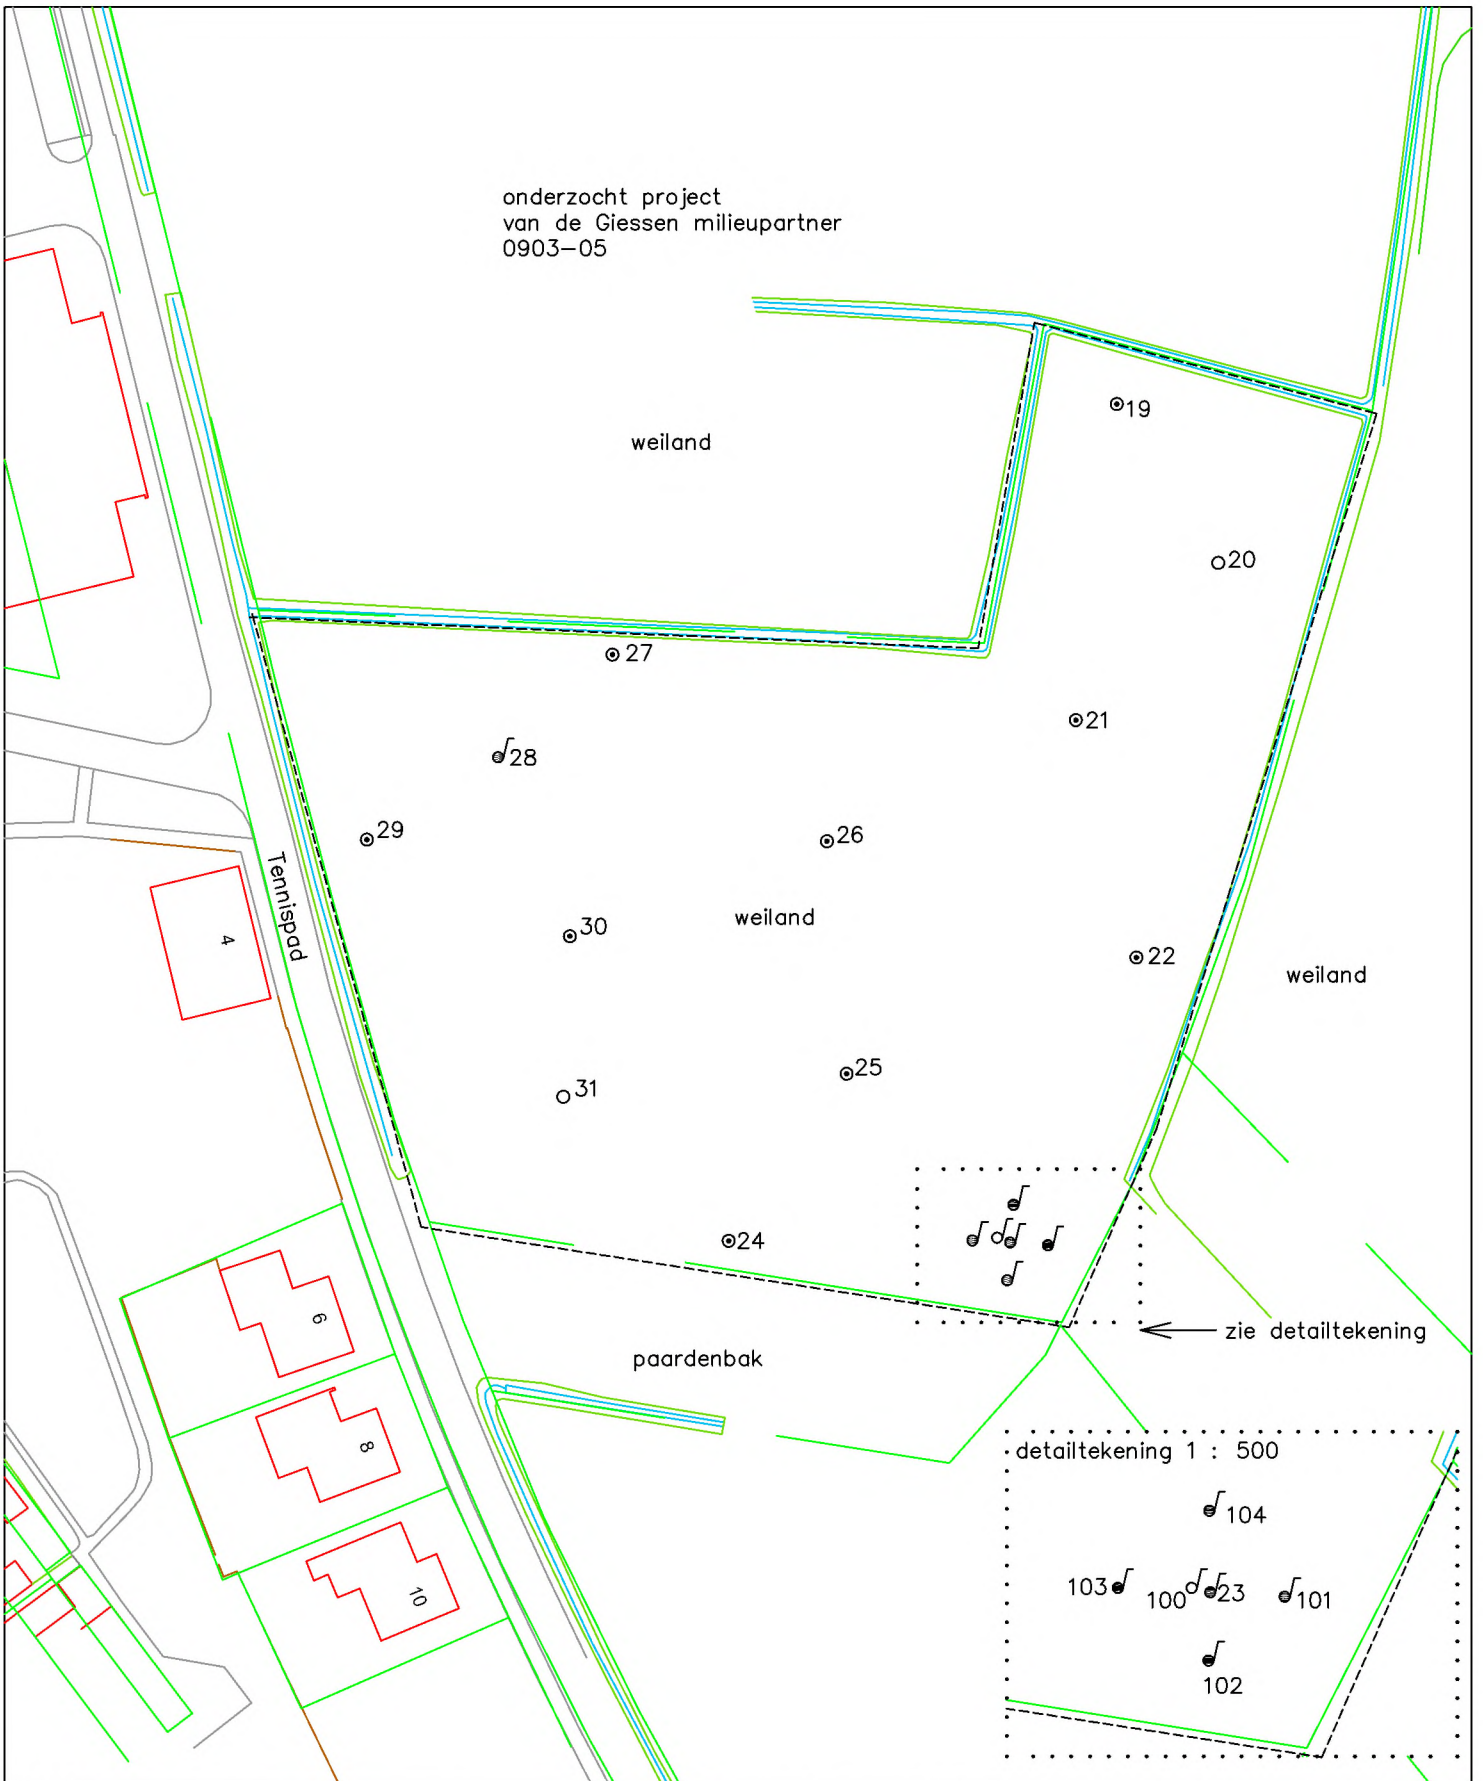 onderzocht project
van de Giessen milieupartner
0903-05
19
weiland
20
27
21
28
29
26
Tennispad
weiland
30
4
22
weiland
25
31
24
6
zie detailtekening
paardenbak
8
detailtekening 1 : 500
104
103
100
23
101
10
102